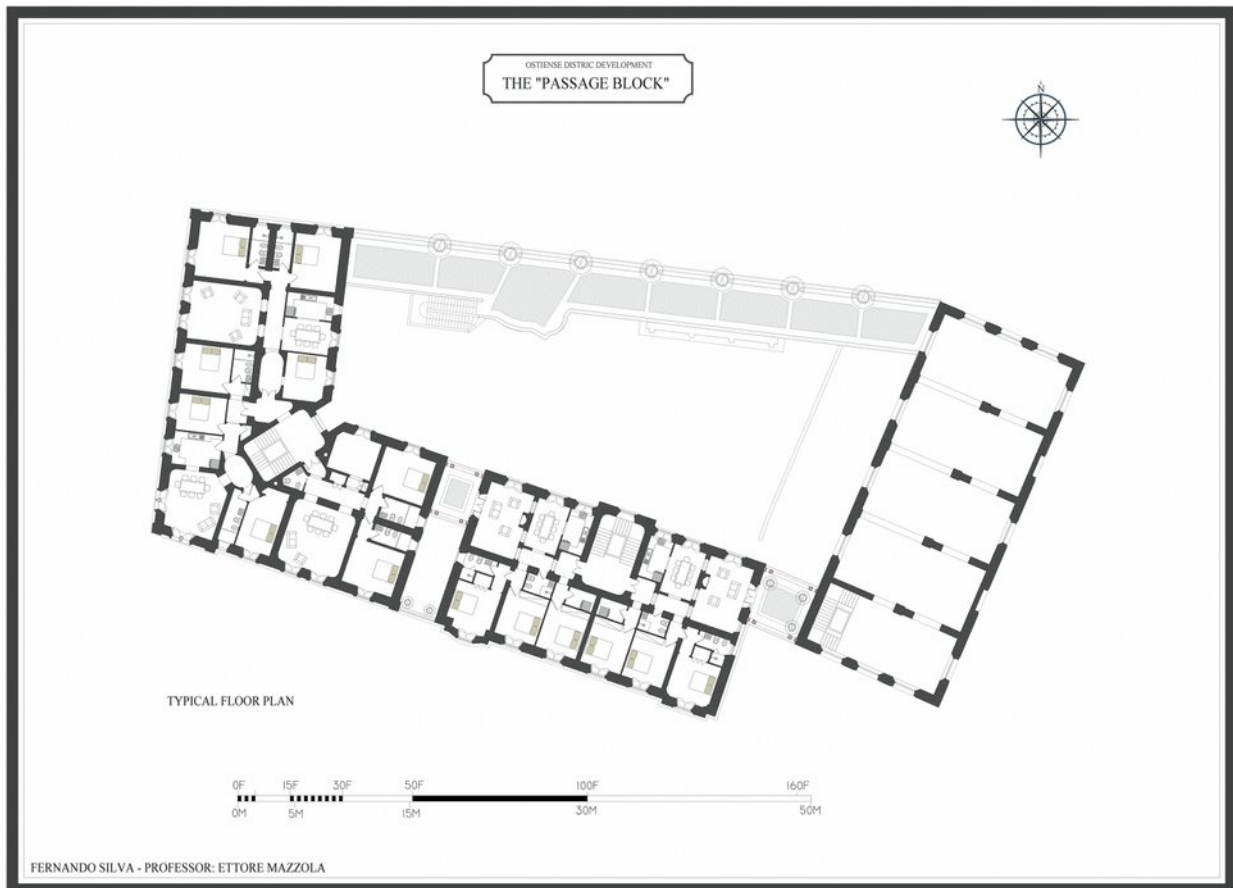 OSTIENSE DISTRIC DEVELOPMENT
THE "PASSAGE BLOCK"
N
TYPICAL FLOOR PLAN
0F 15F 30F 50F 100F 160F
0M 5M 15M 30M 50M
FERNANDO SILVA - PROFESSOR: ETTORE MAZZOLA